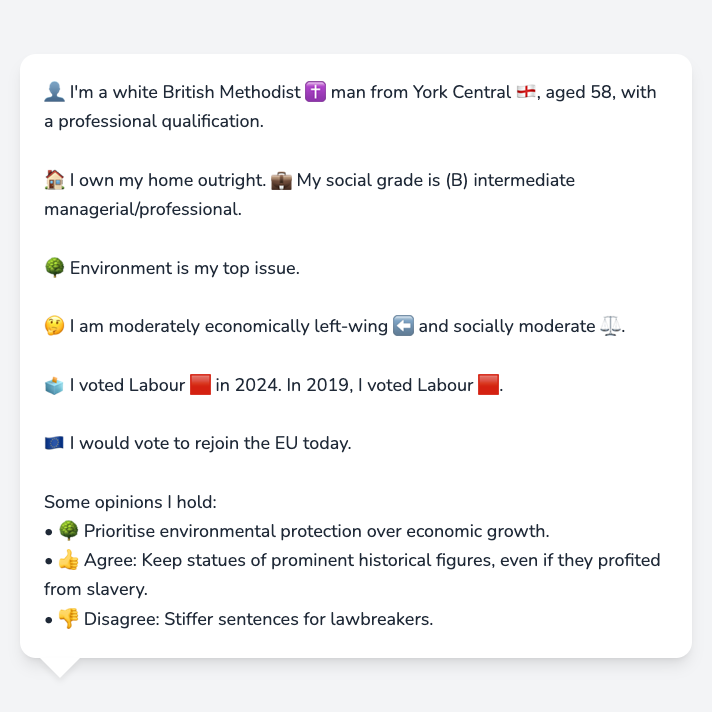 👤 I'm a white British Methodist ✝️ man from York Central 🏴󠁧󠁢󠁥󠁮󠁧󠁿, aged 58, with
a professional qualification.
🏠 I own my home outright. 💼 My social grade is (B) intermediate
managerial/professional.
🌳 Environment is my top issue.
🤔 I am moderately economically left-wing ⬅️ and socially moderate ⚖️.
🗳️ I voted Labour 🟥 in 2024. In 2019, I voted Labour 🟥.
🇪🇺 I would vote to rejoin the EU today.
Some opinions I hold:
• 🌳 Prioritise environmental protection over economic growth.
• 👍 Agree: Keep statues of prominent historical figures, even if they profited
from slavery.
• 👎 Disagree: Stiffer sentences for lawbreakers.